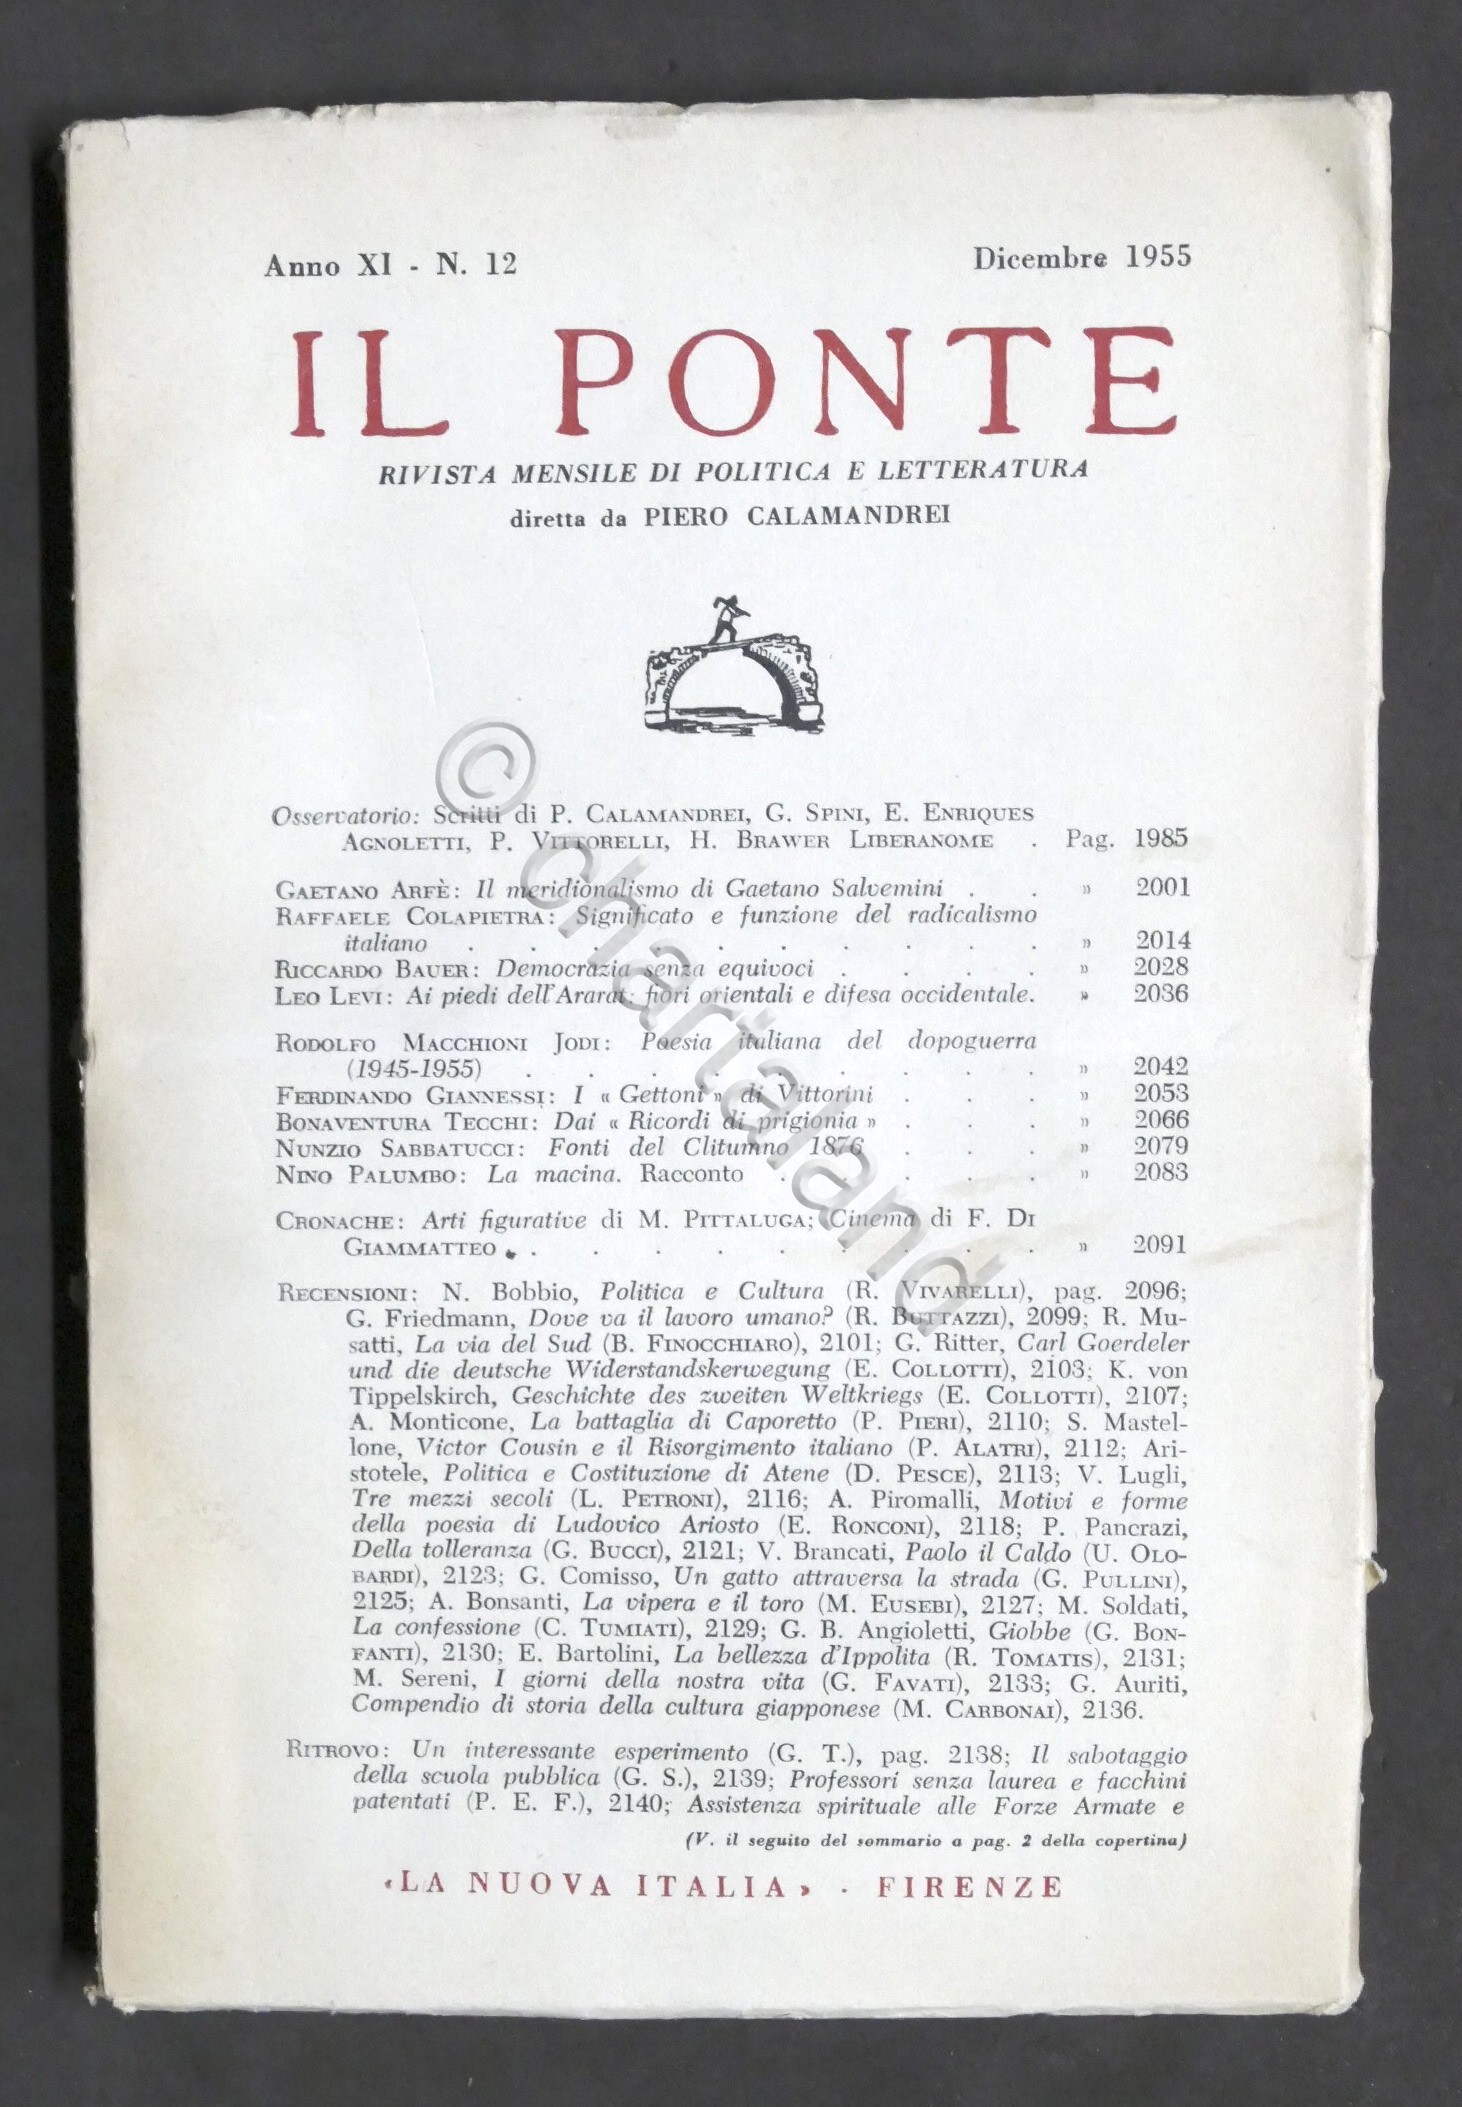 Anno XI - N. 12
Dicembre 1955
IL PONTE
RIVISTA MENSILE DI POLITICA E LETTERATURA
diretta da PIERO CALAMANDREI
Osservatorio: Scritti di P. CALAMANDREI, G. SPINI, E. ENRIQUES
AGNOLETTI, P. VITTORELLI, H. BRAWER LIBERANOME . Pag. 1985
GAETANO ARFÈ: Il meridionalismo di Gaetano Salvemini . . » 2001
RAFFAELE COLAPIETRA: Significato e funzione del radicalismo
italiano . . . . . . . . . . » 2014
RICCARDO BAUER: Democrazia senza equivoci . . . . » 2028
LEO LEVI: Ai piedi dell'Ararat: fiori orientali e difesa occidentale. » 2036
RODOLFO MACCHIONI JODI: Poesia italiana del dopoguerra
(1945-1955) . . . . . . . . . » 2042
FERDINANDO GIANNESSI: I « Gettoni » di Vittorini . . . » 2053
BONAVENTURA TECCHI: Dai « Ricordi di prigionia » . . . » 2066
NUNZIO SABBATUCCI: Fonti del Clitumno 1876 . . . » 2079
NINO PALUMBO: La macina. Racconto . . . . . » 2083
CRONACHE: Arti figurative di M. PITTALUGA; Cinema di F. DI
GIAMMATTEO . . . . . . . . . » 2091
RECENSIONI: N. Bobbio, Politica e Cultura (R. VIVARELLI), pag. 2096;
G. Friedmann, Dove va il lavoro umano? (R. BUTTAZZI), 2099; R. Mu-
satti, La via del Sud (B. FINOCCHIARO), 2101; G. Ritter, Carl Goerdeler
und die deutsche Widerstandskerwegung (E. COLLOTTI), 2103; K. von
Tippelskirch, Geschichte des zweiten Weltkriegs (E. COLLOTTI), 2107;
A. Monticone, La battaglia di Caporetto (P. PIERI), 2110; S. Mastel-
lone, Victor Cousin e il Risorgimento italiano (P. ALATRI), 2112; Ari-
stotele, Politica e Costituzione di Atene (D. PESCE), 2113; V. Lugli,
Tre mezzi secoli (L. PETRONI), 2116; A. Piromalli, Motivi e forme
della poesia di Ludovico Ariosto (E. RONCONI), 2118; P. Pancrazi,
Della tolleranza (G. BUCCI), 2121; V. Brancati, Paolo il Caldo (U. OLO-
BARDI), 2123; G. Comisso, Un gatto attraversa la strada (G. PULLINI),
2125; A. Bonsanti, La vipera e il toro (M. EUSEBI), 2127; M. Soldati,
La confessione (C. TUMIATI), 2129; G. B. Angioletti, Giobbe (G. BON-
FANTI), 2130; E. Bartolini, La bellezza d'Ippolita (R. TOMATIS), 2131;
M. Sereni, I giorni della nostra vita (G. FAVATI), 2133; G. Auriti,
Compendio di storia della cultura giapponese (M. CARBONAI), 2136.
RITROVO: Un interessante esperimento (G. T.), pag. 2138; Il sabotaggio
della scuola pubblica (G. S.), 2139; Professori senza laurea e facchini
patentati (P. E. F.), 2140; Assistenza spirituale alle Forze Armate e
(V. il seguito del sommario a pag. 2 della copertina)
«LA NUOVA ITALIA» - FIRENZE
© chartaland